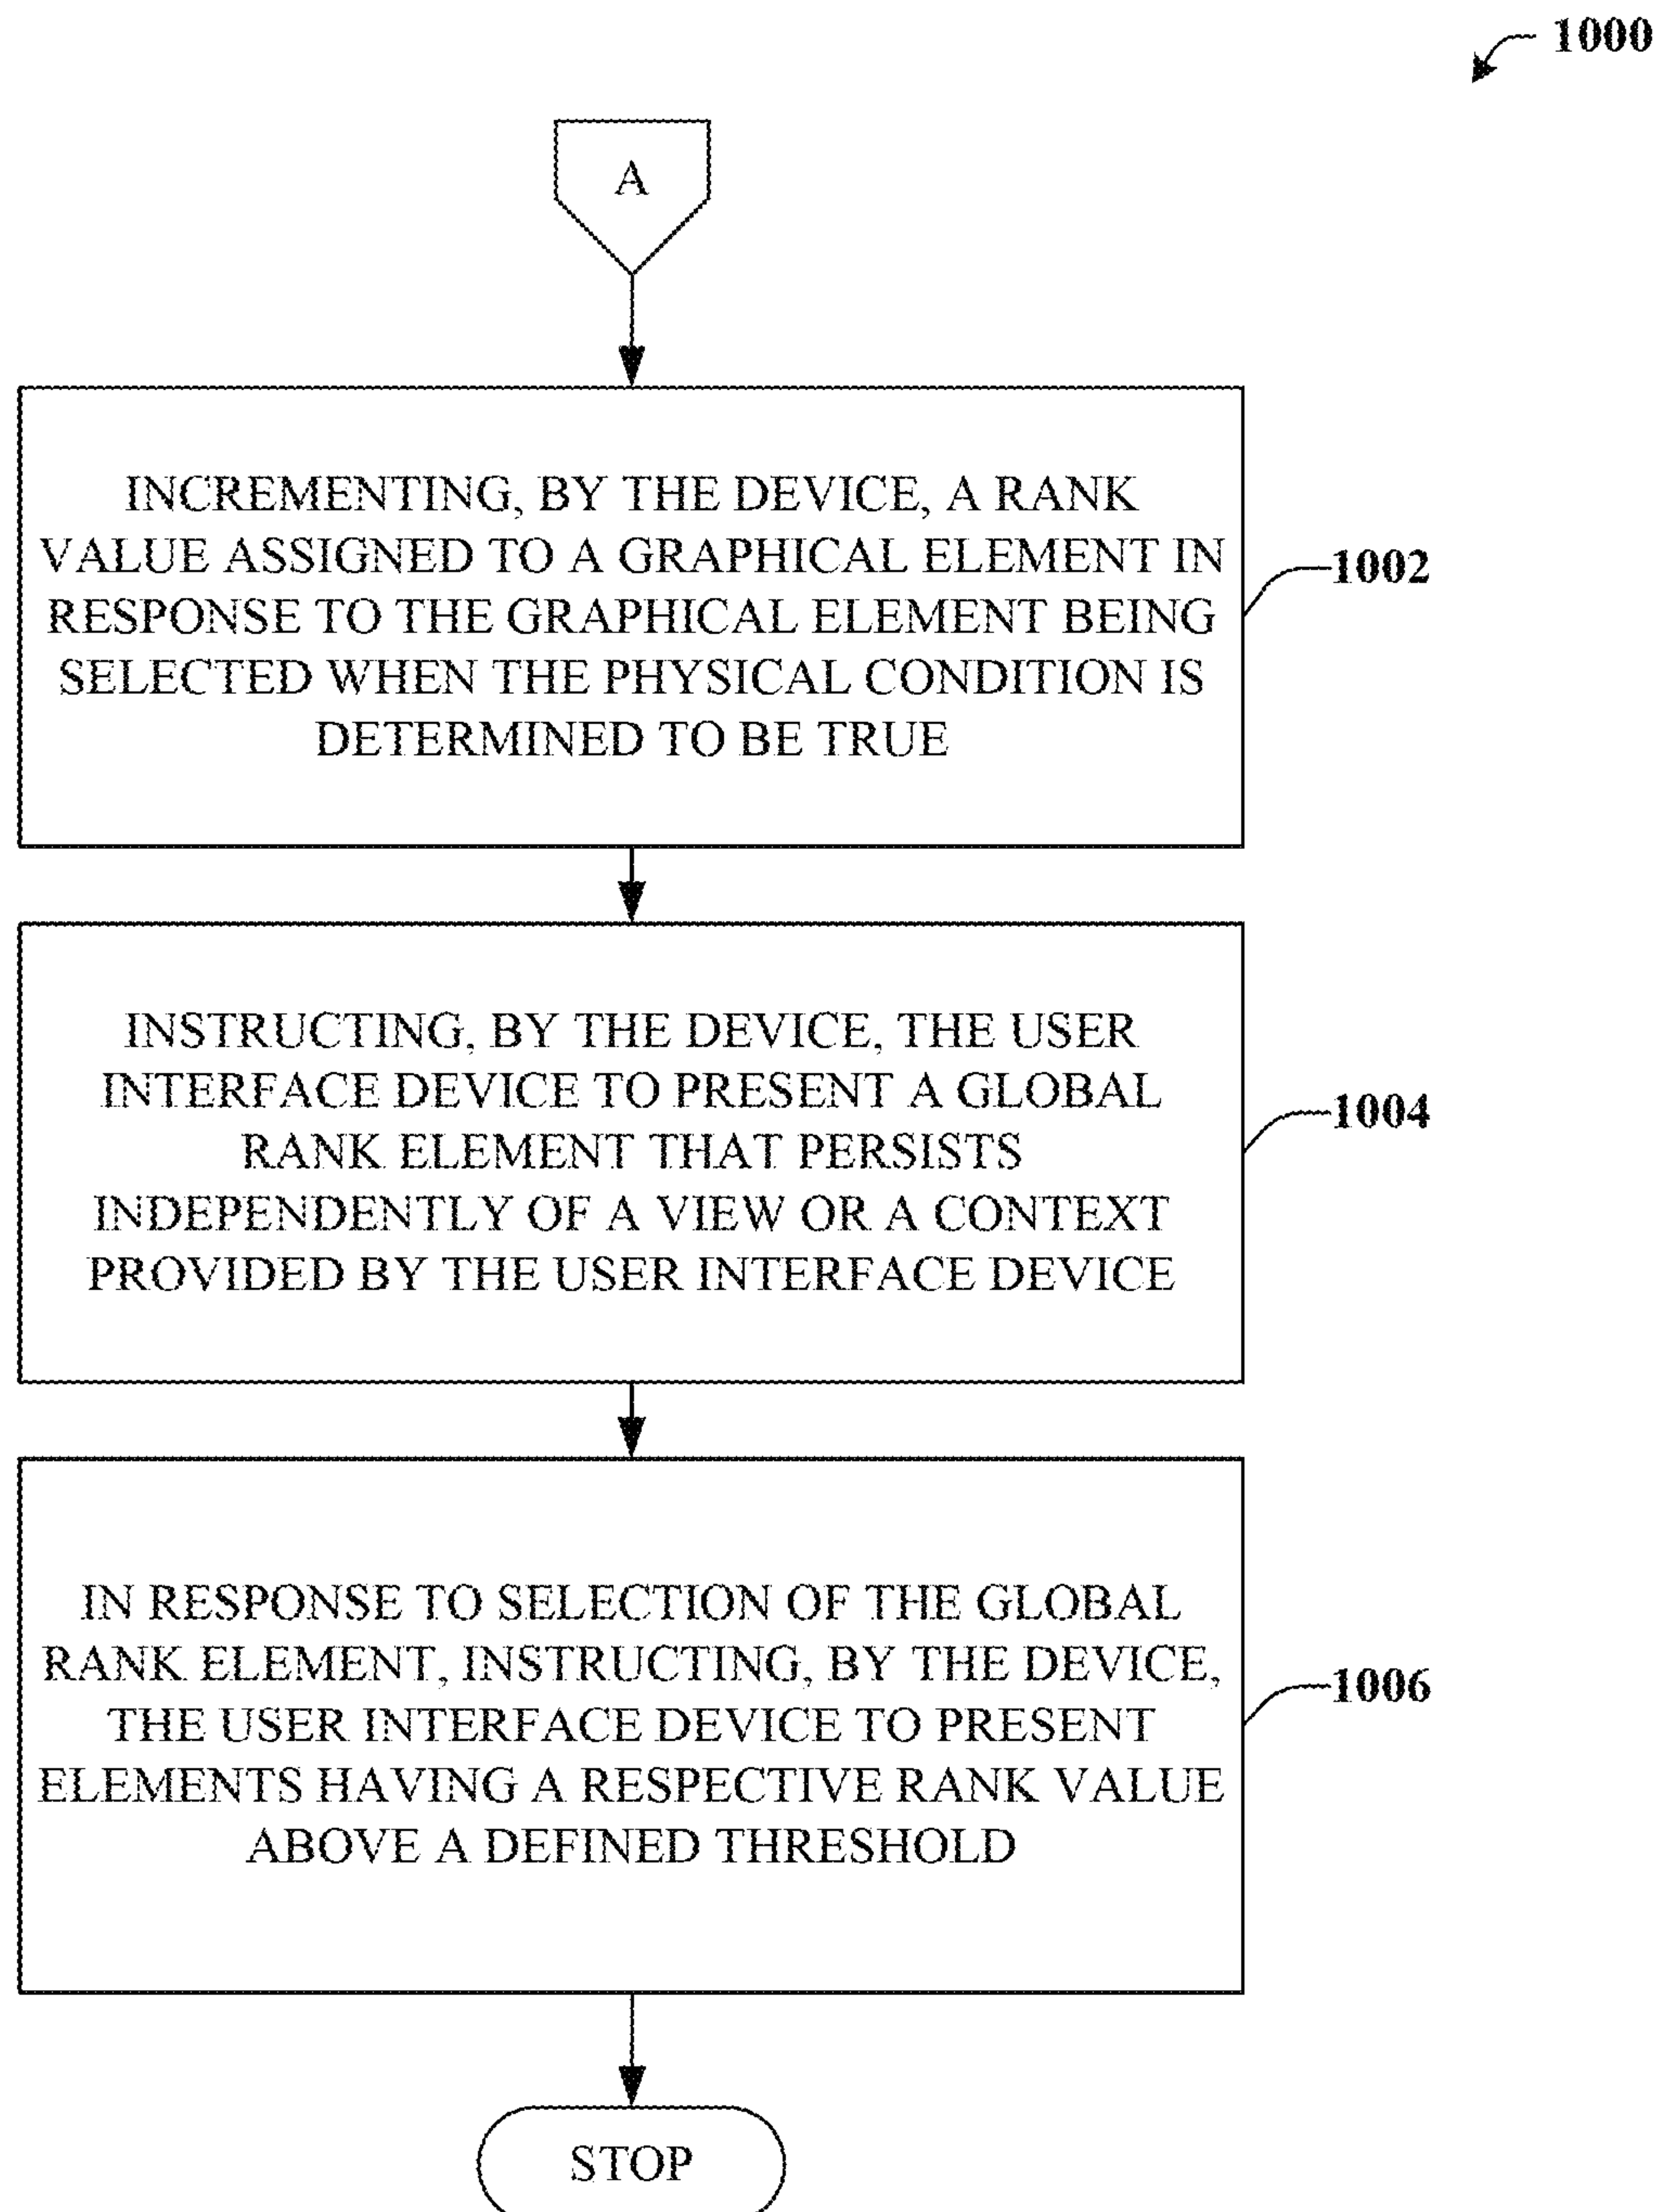 1000
A
INCREMENTING, BY THE DEVICE, A RANK
VALUE ASSIGNED TO A GRAPHICAL ELEMENT IN
RESPONSE TO THE GRAPHICAL ELEMENT BEING
SELECTED WHEN THE PHYSICAL CONDITION IS
DETERMINED TO BE TRUE
1002
INSTRUCTING, BY THE DEVICE, THE USER
INTERFACE DEVICE TO PRESENT A GLOBAL
RANK ELEMENT THAT PERSISTS
INDEPENDENTLY OF A VIEW OR A CONTEXT
PROVIDED BY THE USER INTERFACE DEVICE
1004
IN RESPONSE TO SELECTION OF THE GLOBAL
RANK ELEMENT, INSTRUCTING, BY THE DEVICE,
THE USER INTERFACE DEVICE TO PRESENT
ELEMENTS HAVING A RESPECTIVE RANK VALUE
ABOVE A DEFINED THRESHOLD
1006
STOP